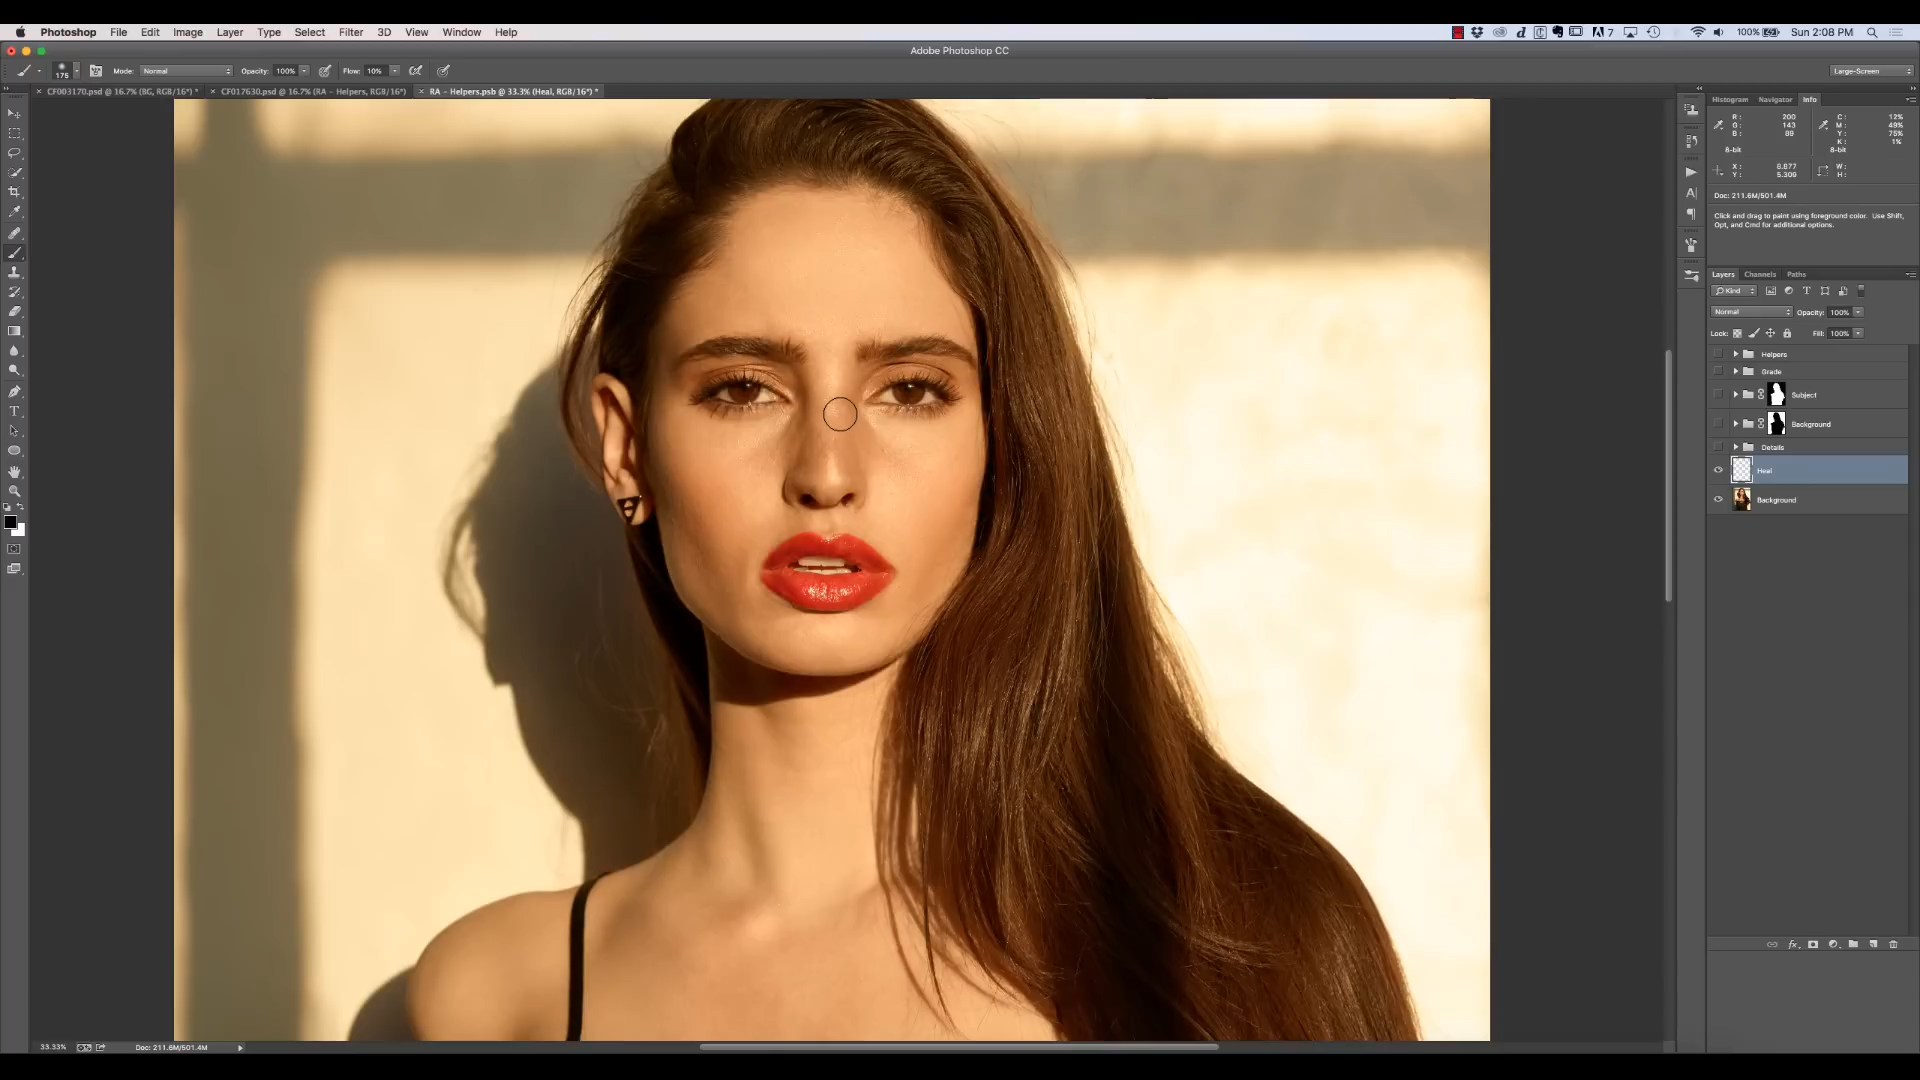 Photoshop File Edit Image Layer Type Select Filter 3D View Window Help 7 100% Sun 2:08 PM
Adobe Photoshop CC
175 Mode: Normal Opacity: 100% Flow: 10% Large-Screen
CF003170.psd @ 16.7% (BG, RGB/16*) * CF017630.psd @ 16.7% (RA - Helpers, RGB/16*) RA - Helpers.psb @ 33.3% (Heal, RGB/16*) *
Histogram Navigator Info
R: 200 C: 12%
G: 143 M: 49%
B: 89 Y: 75%
K: 1%
8-bit 8-bit
X: 6.677 W:
Y: 5.309 H:
Doc: 211.6M/501.4M
Click and drag to paint using foreground color. Use Shift,
Opt, and Cmd for additional options.
Layers Channels Paths
Kind
Normal Opacity: 100%
Lock: Fill: 100%
Helpers
Grade
Subject
Background
Details
Heal
Background
33.33% Doc: 211.6M/501.4M